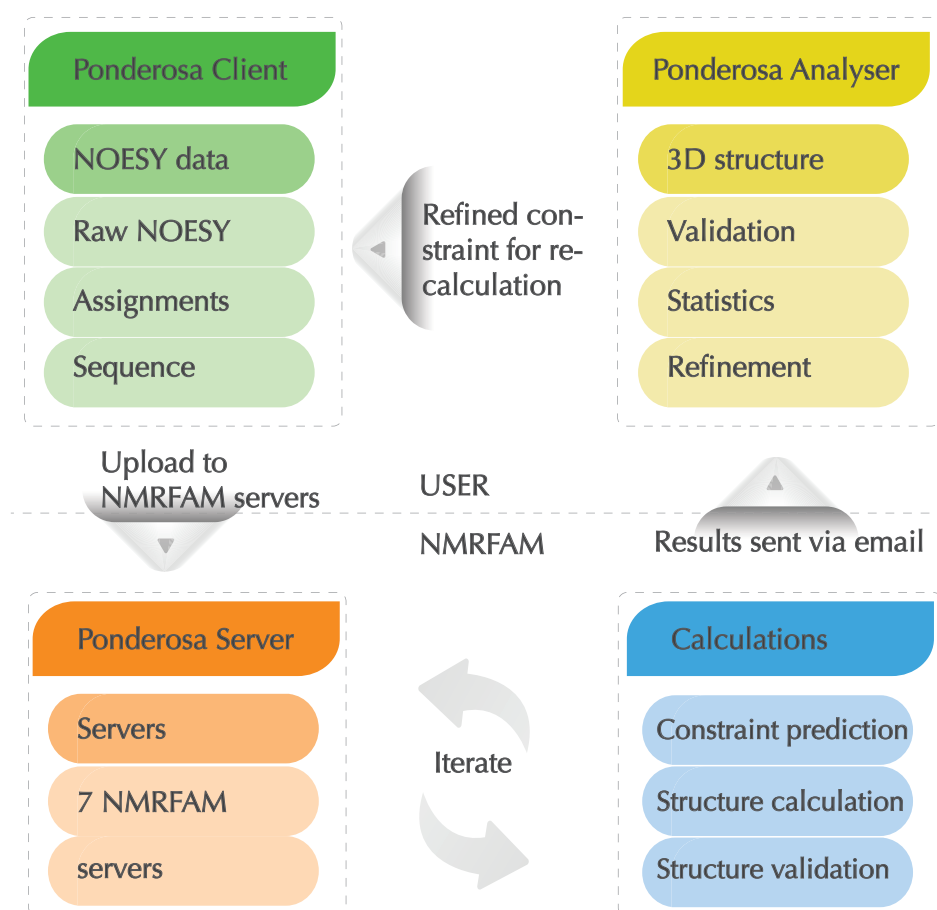 Ponderosa Client
NOESY data
Raw NOESY
Assignments
Sequence
Refined con-
straint for re-
calculation
Ponderosa Analyser
3D structure
Validation
Statistics
Refinement
Upload to
NMRFAM servers
USER
NMRFAM
Results sent via email
Ponderosa Server
Servers
7 NMRFAM
servers
Iterate
Calculations
Constraint prediction
Structure calculation
Structure validation